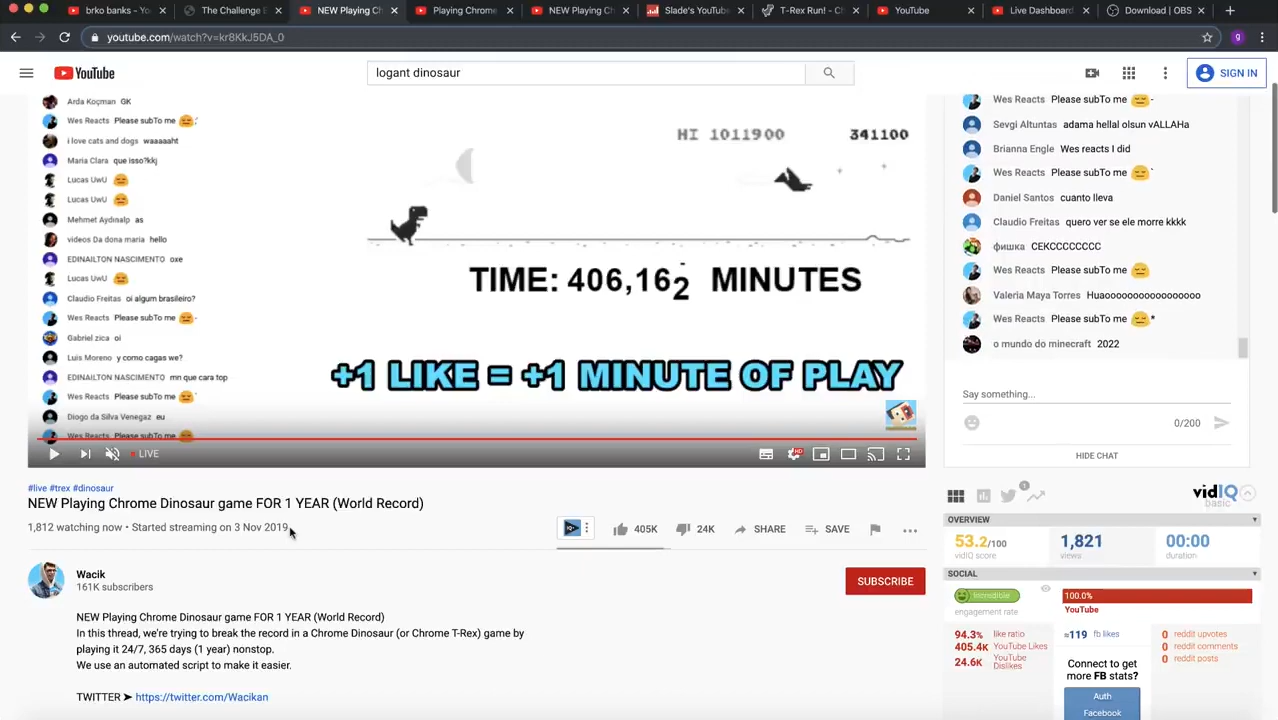 brko banks - Yo
The Challenge E
NEW Playing Ch
Playing Chrome
NEW Playing Ch
Slade's YouTube
T-Rex Run! - Ch
YouTube
Live Dashboard
Download | OBS
youtube.com/watch?v=kr8KkJ5DA_0
g
YouTube
logant dinosaur
SIGN IN
Arda Koçman GK
Wes Reacts Please subTo me
i love cats and dogs waaaaaht
Maria Clara que isso?kkj
Lucas UwU
Lucas UwU
Mehmet Aydınalp as
videos Da dona maria hello
EDINAILTON NASCIMENTO oxe
Lucas UwU
Claudio Freitas oi algum brasileiro?
Wes Reacts Please subTo me
Gabriel zica oi
Luis Moreno y como cagas we?
EDINAILTON NASCIMENTO mn que cara top
Wes Reacts Please subTo me
Diogo da Silva Venegaz eu
Wes Reacts Please subTo me
HI 1011900 341100
TIME: 406,162 MINUTES
+1 LIKE = +1 MINUTE OF PLAY
LIVE
HD
Wes Reacts Please subTo me
Sevgi Altuntas adama hellal olsun vALLAHa
Brianna Engle Wes reacts I did
Wes Reacts Please subTo me
Daniel Santos cuanto lleva
Claudio Freitas quero ver se ele morre kkkk
фишка СЕКСССССССС
Wes Reacts Please subTo me
Valeria Maya Torres Huaooooooooooooooooo
Wes Reacts Please subTo me
o mundo do minecraft 2022
Say something...
0/200
HIDE CHAT
#live #trex #dinosaur
NEW Playing Chrome Dinosaur game FOR 1 YEAR (World Record)
1,812 watching now • Started streaming on 3 Nov 2019
405K
24K
SHARE
SAVE
Wacik
161K subscribers
SUBSCRIBE
NEW Playing Chrome Dinosaur game FOR 1 YEAR (World Record)
In this thread, we're trying to break the record in a Chrome Dinosaur (or Chrome T-Rex) game by
playing it 24/7, 365 days (1 year) nonstop.
We use an automated script to make it easier.
TWITTER ➤ https://twitter.com/Wacikan
1
vidIQ
basic
OVERVIEW
53.2/100
vidIQ score
1,821
views
00:00
duration
SOCIAL
Incredible
engagement rate
100.0%
YouTube
94.3% like ratio
405.4K YouTube Likes
24.6K YouTube Dislikes
≈119 fb likes
Connect to get
more FB stats?
Auth
Facebook
0 reddit upvotes
0 reddit comments
0 reddit posts